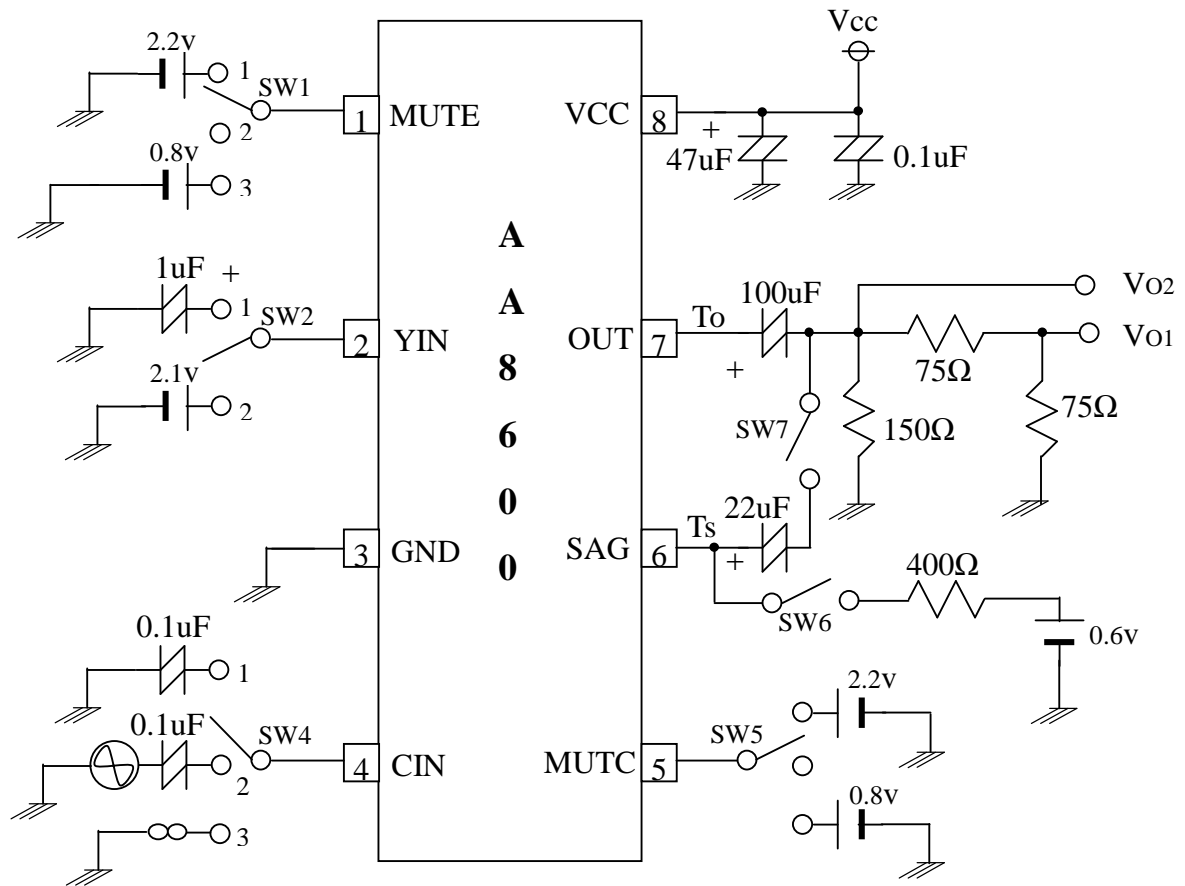 Vcc
2.2v
1
SW1
2
0.8v
3
1 MUTE
VCC 8
+
47uF
0.1uF
A
A
8
6
0
0
1uF +
1
SW2
2.1v
2
2 YIN
OUT 7
To
100uF
+
VO2
VO1
75Ω
75Ω
150Ω
SW7
22uF
3 GND
SAG 6
Ts
+
400Ω
SW6
0.6v
0.1uF
1
0.1uF
SW4
2
3
4 CIN
MUTC 5
SW5
2.2v
0.8v